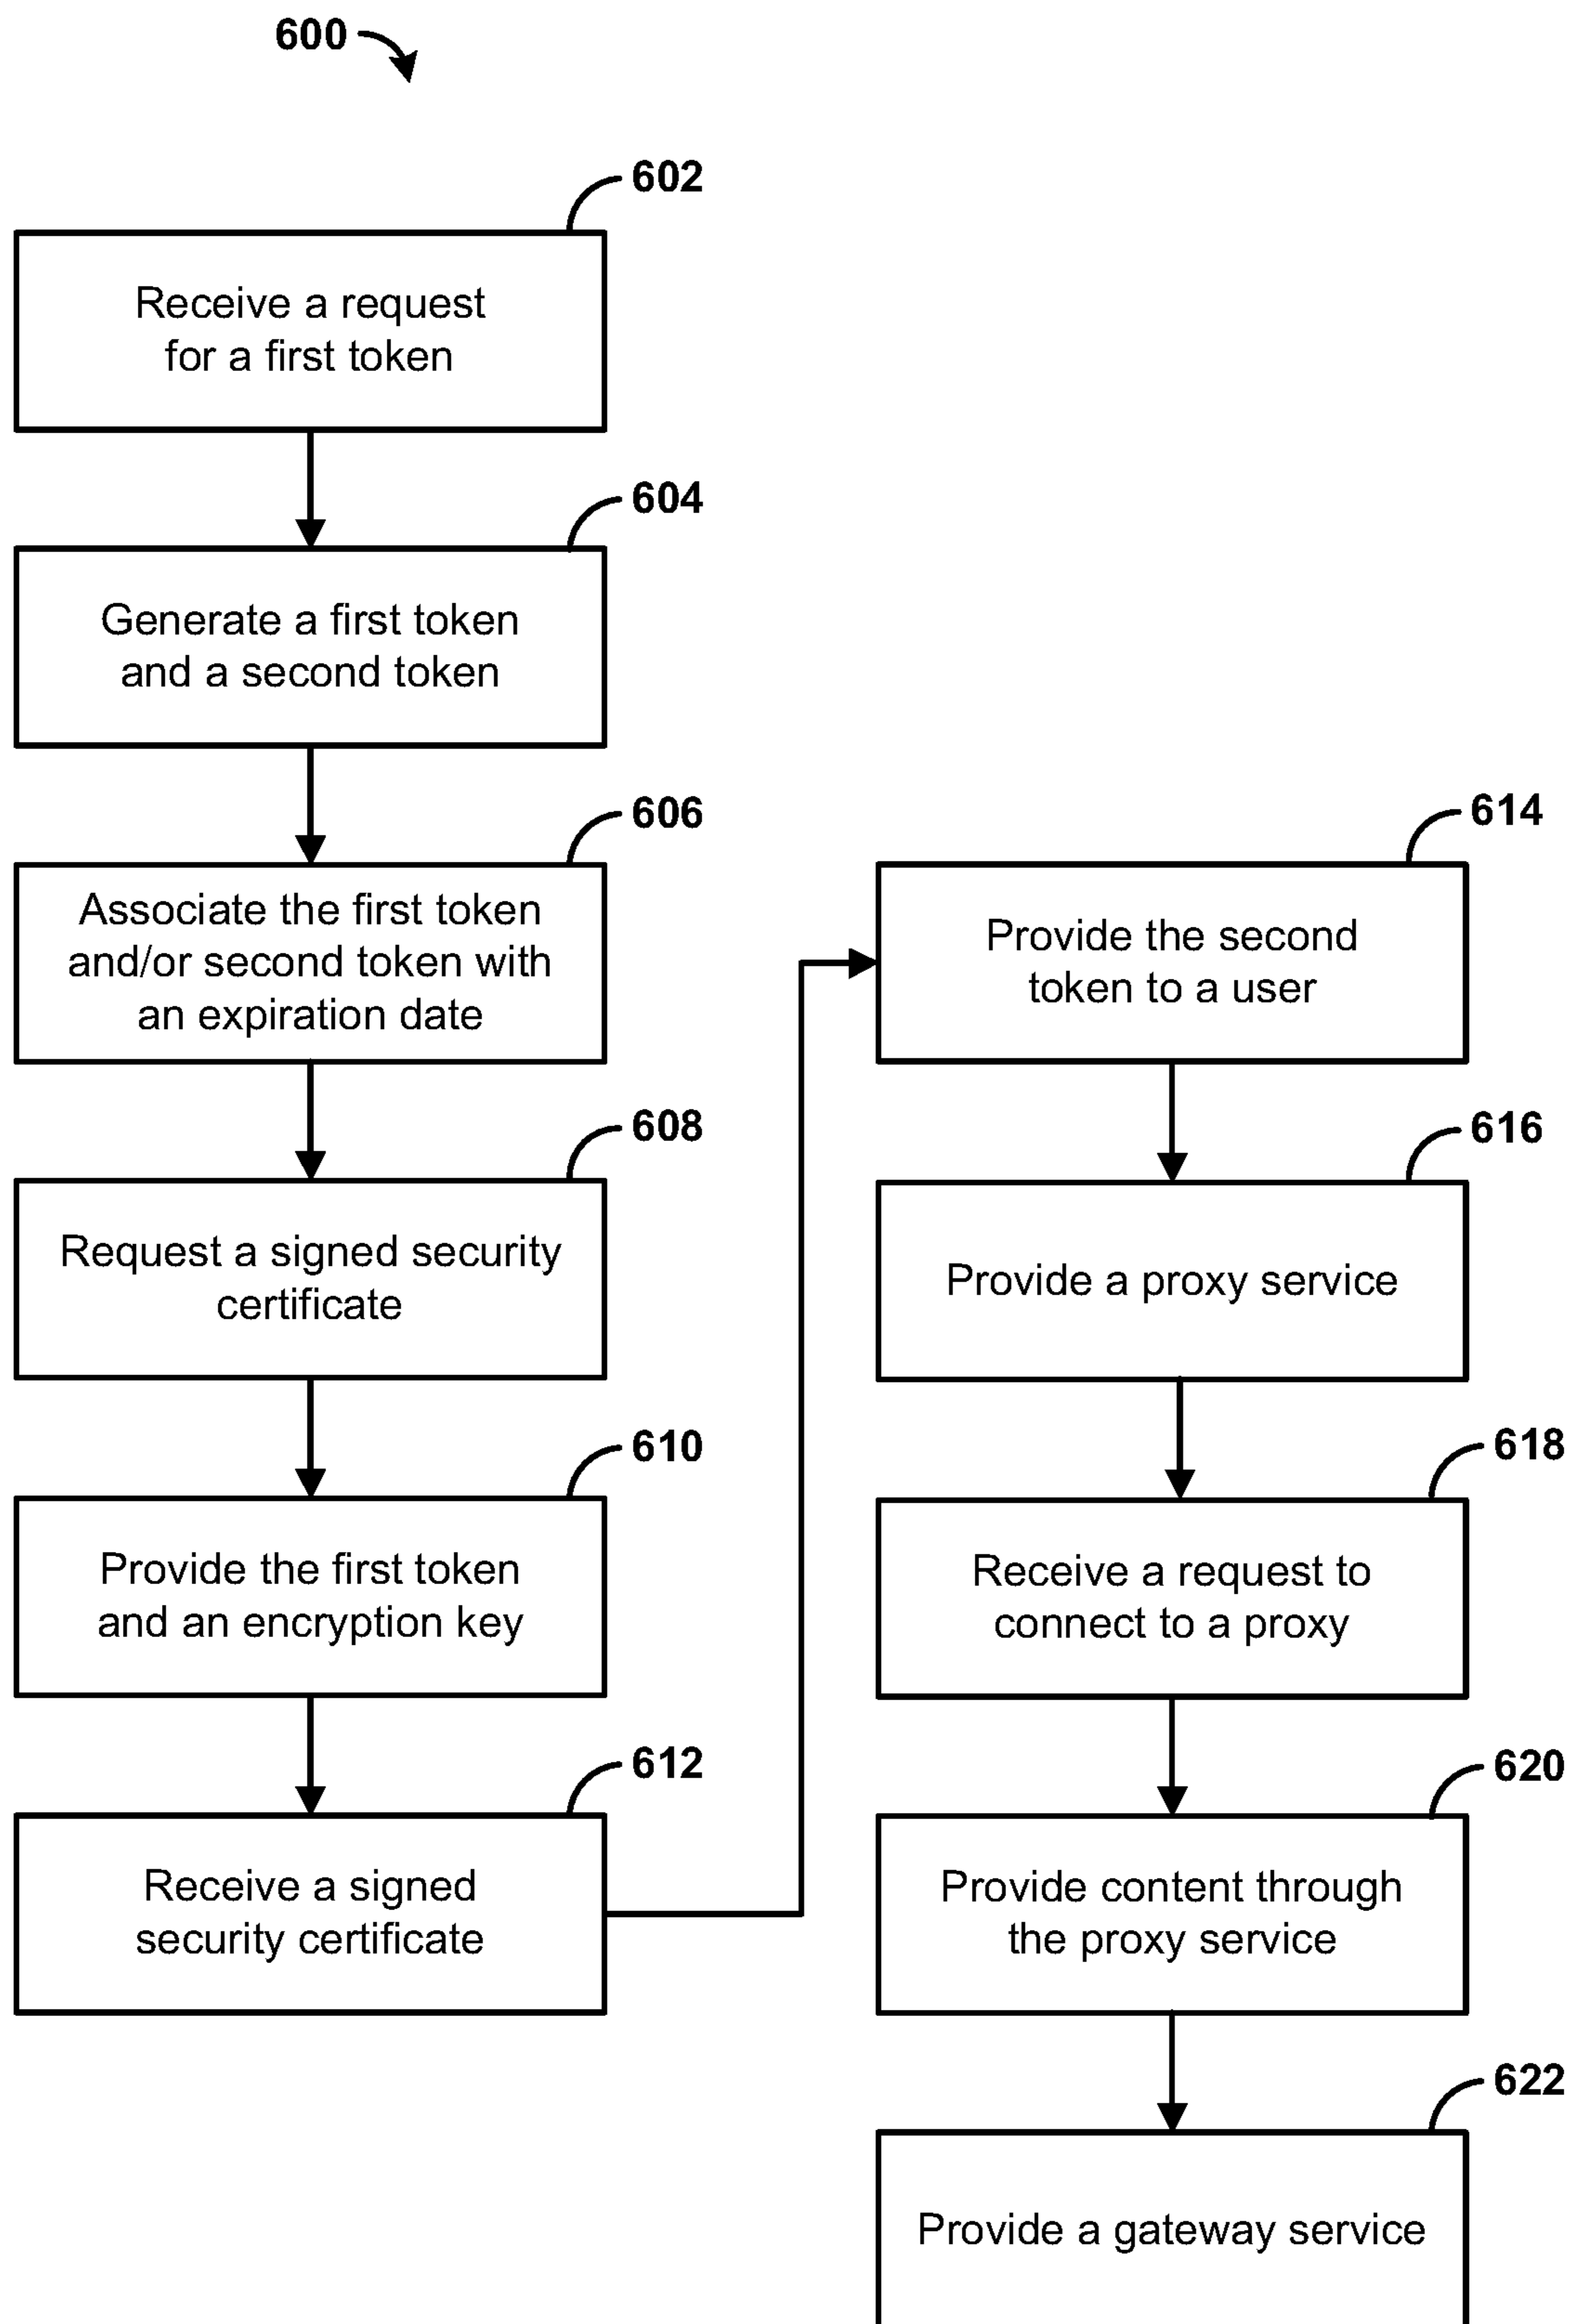 600
602
Receive a request
for a first token
604
Generate a first token
and a second token
606
Associate the first token
and/or second token with
an expiration date
608
Request a signed security
certificate
610
Provide the first token
and an encryption key
612
Receive a signed
security certificate
614
Provide the second
token to a user
616
Provide a proxy service
618
Receive a request to
connect to a proxy
620
Provide content through
the proxy service
622
Provide a gateway service